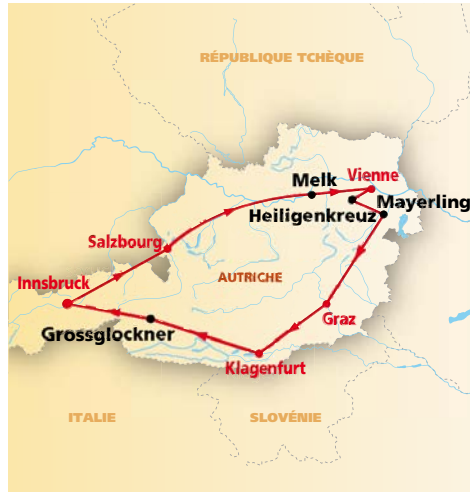 RÉPUBLIQUE TCHÈQUE
Vienne
Melk
Mayerling
Heiligenkreuz
Salzbourg
AUTRICHE
Innsbruck
Graz
Grossglockner
Klagenfurt
ITALIE
SLOVÉNIE